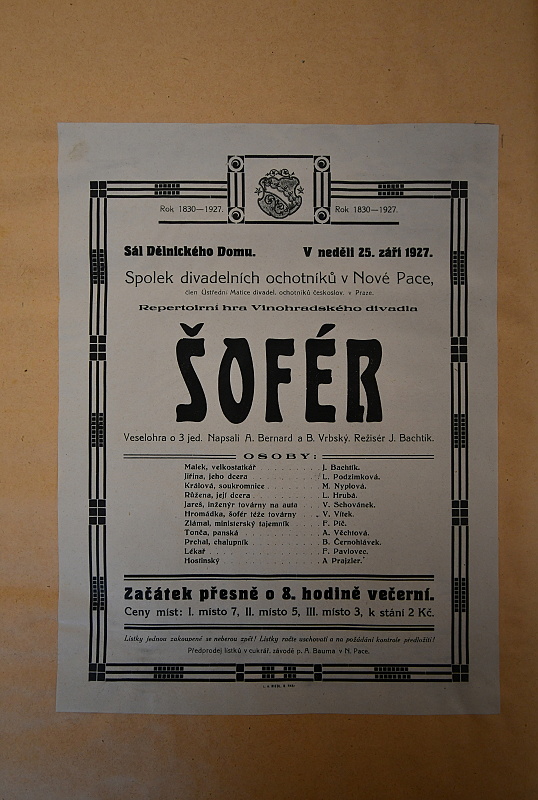 Rok 1830—1927. Rok 1830—1927.
Sál Dělnického Domu. V neděli 25. září 1927.
Spolek divadelních ochotníků v Nové Pace,
člen Ústřední Matice divadel. ochotníků českoslov. v Praze.
Repertoirní hra Vinohradského divadla
ŠOFÉR
Veselohra o 3 jed. Napsali A. Bernard a B. Vrbský. Režisér J. Bachtík.
OSOBY:
Malek, velkostatkář . . . . . . . . J. Bachtík.
Jiřina, jeho dcera . . . . . . . . L. Podzimková.
Králová, soukromnice . . . . . . . M. Nyplová.
Růžena, její dcera . . . . . . . . L. Hrubá.
Jareš, inženýr továrny na auta . . . V. Schovánek.
Hromádka, šofér téže továrny . . . V. Vítek.
Zlámal, ministerský tajemník . . . F. Píč.
Tonča, panská . . . . . . . . . . A. Věchtová.
Prchal, chalupník . . . . . . . . B. Černohlávek.
Lékař . . . . . . . . . . . . . . F. Pavlovec.
Hostinský . . . . . . . . . . . . A Prajzler.
Začátek přesně o 8. hodině večerní.
Ceny míst: I. místo 7, II. místo 5, III. místo 3, k stání 2 Kč.
Lístky jednou zakoupené se neberou zpět! Lístky račte uschovati a na požádání kontrole předložiti!
Předprodej lístků v cukrář. závodě p. A. Bauma v N. Pace.